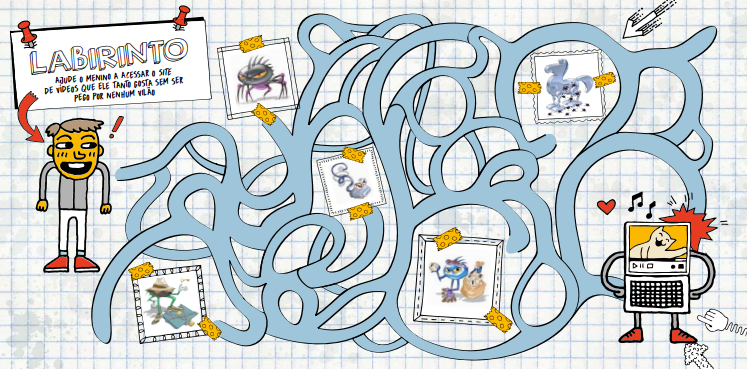 LABIRINTO
AJUDE O MENINO A ACESSAR O SITE
DE VÍDEOS QUE ELE TANTO GOSTA SEM SER
PEGO POR NENHUM VILÃO